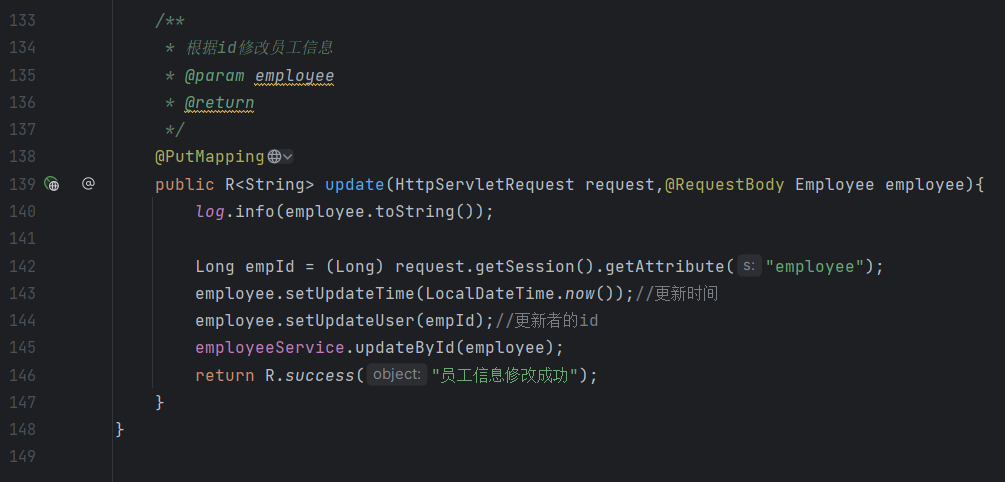 133 /**
134 * 根据id修改员工信息
135 * @param employee
136 * @return
137 */
138 @PutMapping
139 @ public R<String> update(HttpServletRequest request,@RequestBody Employee employee){
140 log.info(employee.toString());
141
142 Long empId = (Long) request.getSession().getAttribute( s: "employee");
143 employee.setUpdateTime(LocalDateTime.now());//更新时间
144 employee.setUpdateUser(empId);//更新者的id
145 employeeService.updateById(employee);
146 return R.success( object: "员工信息修改成功");
147 }
148 }
149